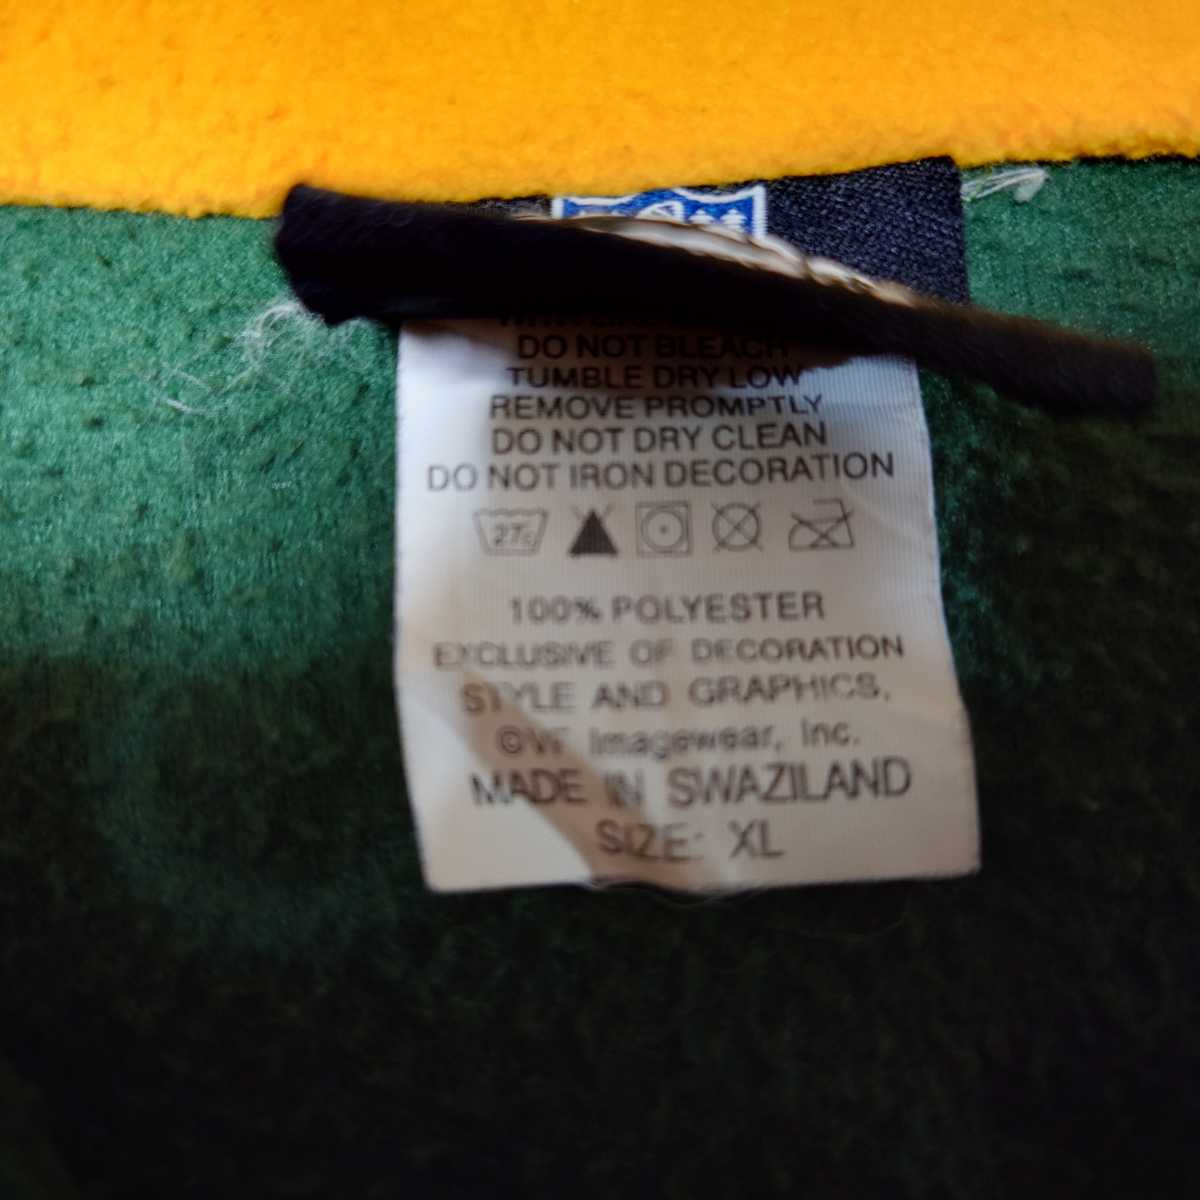 DO NOT BLEACH
TUMBLE DRY LOW
REMOVE PROMPTLY
DO NOT DRY CLEAN
DO NOT IRON DECORATION
27c
100% POLYESTER
EXCLUSIVE OF DECORATION
STYLE AND GRAPHICS.
©VF Imagewear, Inc.
MADE IN SWAZILAND
SIZE: XL